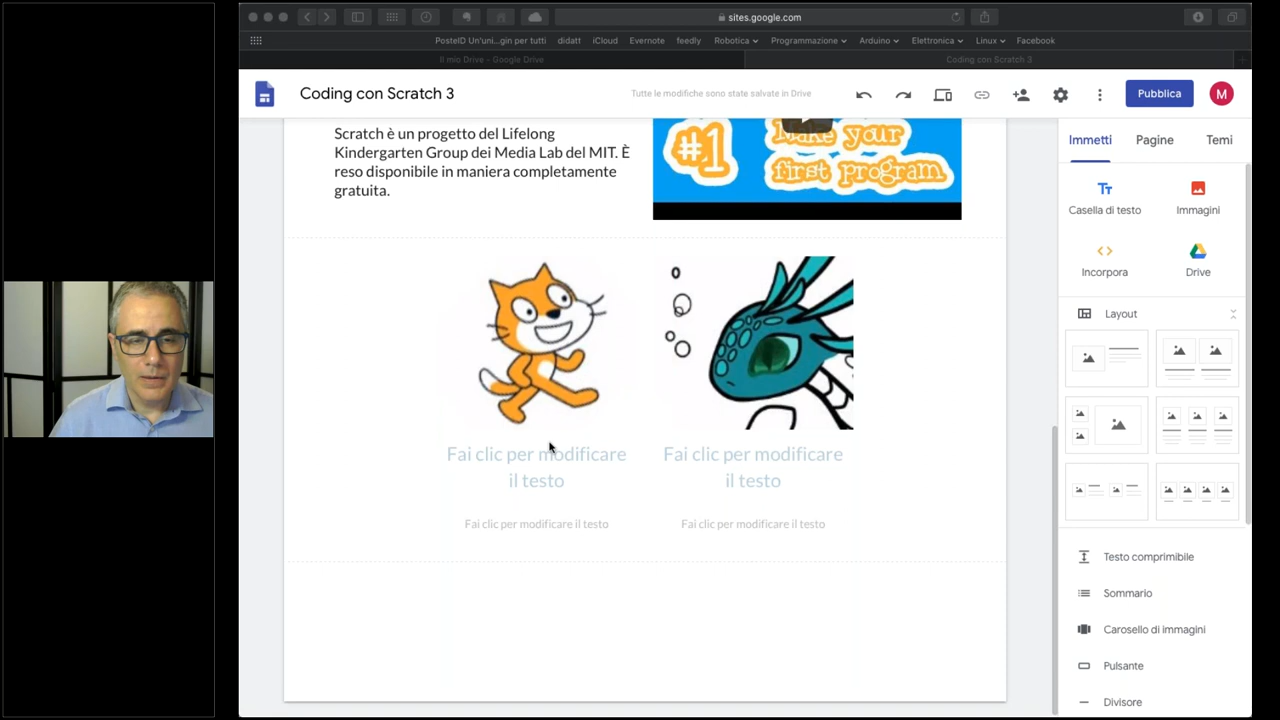 sites.google.com
PosteID Un'uni...gin per tutti didatt iCloud Evernote feedly Robotica Programmazione Arduino Elettronica Linux Facebook
Il mio Drive - Google Drive
Coding con Scratch 3
Coding con Scratch 3
Tutte le modifiche sono state salvate in Drive
Pubblica
M
Immetti Pagine Temi
Scratch è un progetto del Lifelong
Kindergarten Group dei Media Lab del MIT. È
reso disponibile in maniera completamente
gratuita.
#1
Make your
first program
Fai clic per modificare
il testo
Fai clic per modificare il testo
Fai clic per modificare
il testo
Fai clic per modificare il testo
Tt
Casella di testo
Immagini
Incorpora
Drive
Layout
Testo comprimibile
Sommario
Carosello di immagini
Pulsante
Divisore